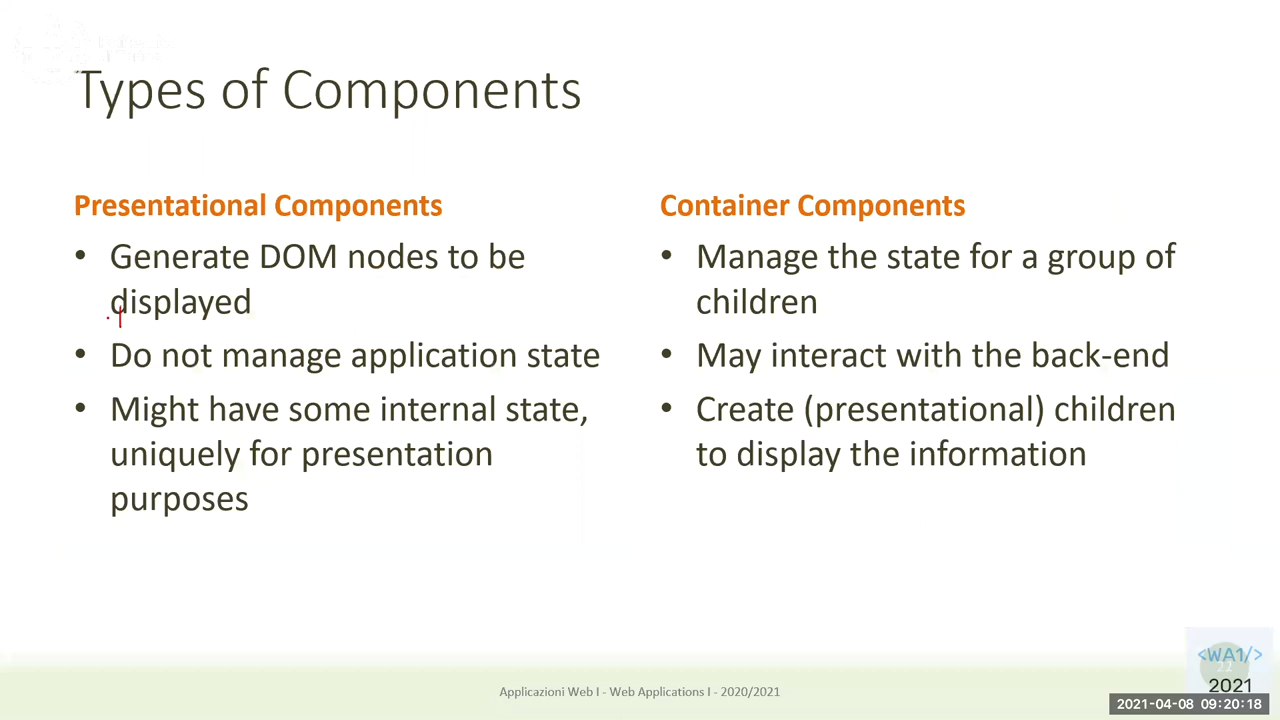 Types of Components
Presentational Components
• Generate DOM nodes to be
displayed
• Do not manage application state
• Might have some internal state,
uniquely for presentation
purposes
Container Components
• Manage the state for a group of
children
• May interact with the back-end
• Create (presentational) children
to display the information
Applicazioni Web I - Web Applications I - 2020/2021
<WA1/>
22
2021
2021-04-08 09:20:18